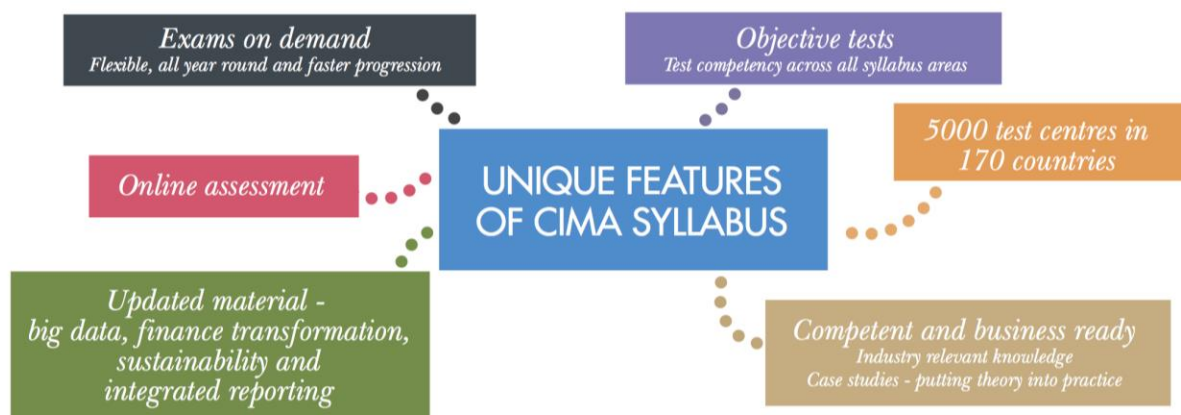 Exams on demand
Flexible, all year round and faster progression
Objective tests
Test competency across all syllabus areas
5000 test centres in
170 countries
Online assessment
UNIQUE FEATURES
OF CIMA SYLLABUS
Updated material -
big data, finance transformation,
sustainability and
integrated reporting
Competent and business ready
Industry relevant knowledge
Case studies - putting theory into practice